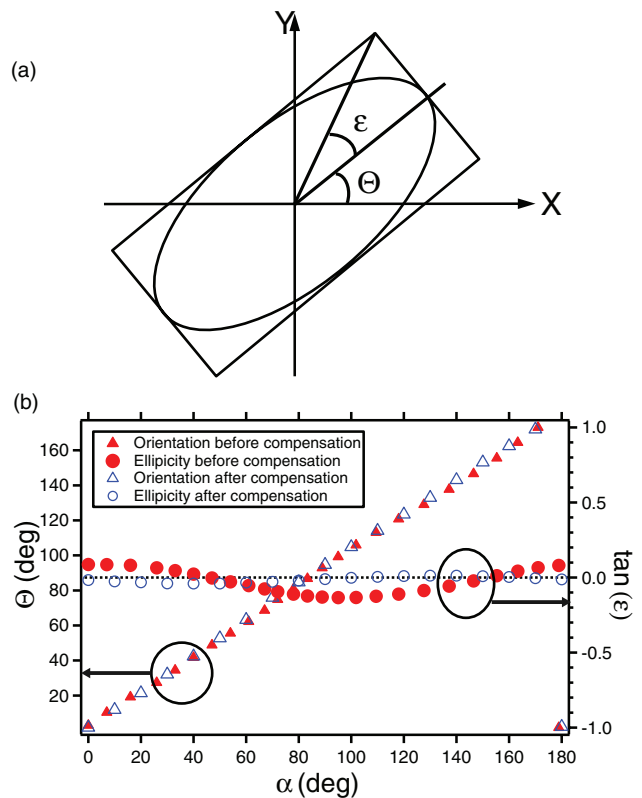 (a)
Y
ε
Θ
X
(b)
Orientation before compensation
Ellipicity before compensation
Orientation after compensation
Ellipicity after compensation
160
140
120
100
80
60
40
20
Θ (deg)
1.0
0.5
0.0
-0.5
-1.0
tan (ε)
0 20 40 60 80 100 120 140 160 180
α (deg)